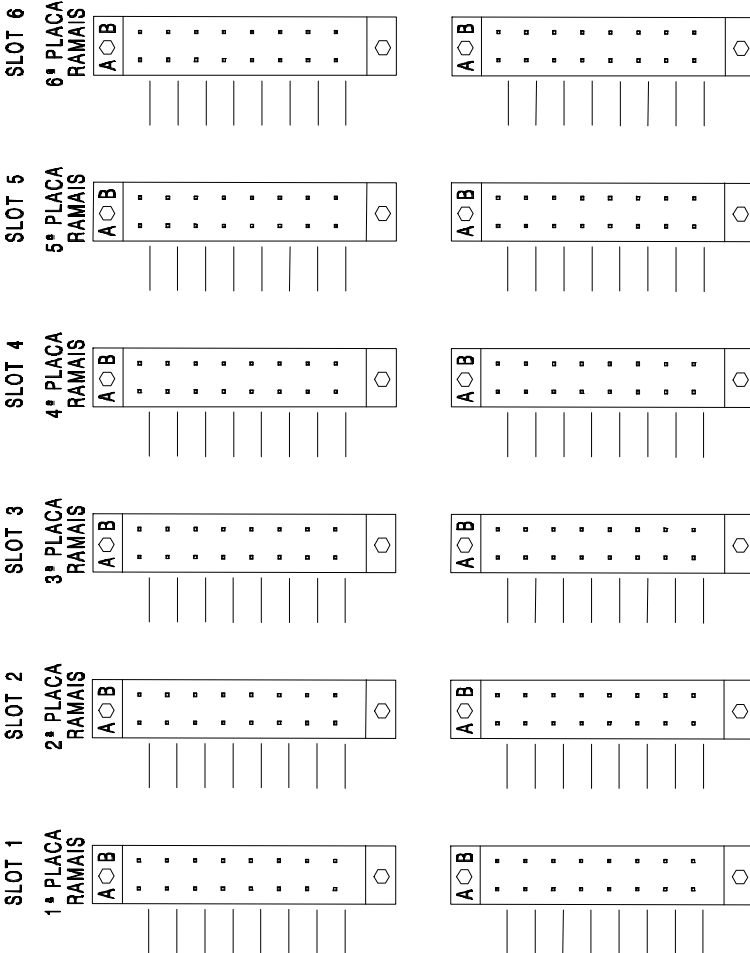 SLOT 6
6ª PLACA
RAMAIS
A B
A B
SLOT 5
5ª PLACA
RAMAIS
A B
A B
SLOT 4
4ª PLACA
RAMAIS
A B
A B
SLOT 3
3ª PLACA
RAMAIS
A B
A B
SLOT 2
2ª PLACA
RAMAIS
A B
A B
SLOT 1
1ª PLACA
RAMAIS
A B
A B